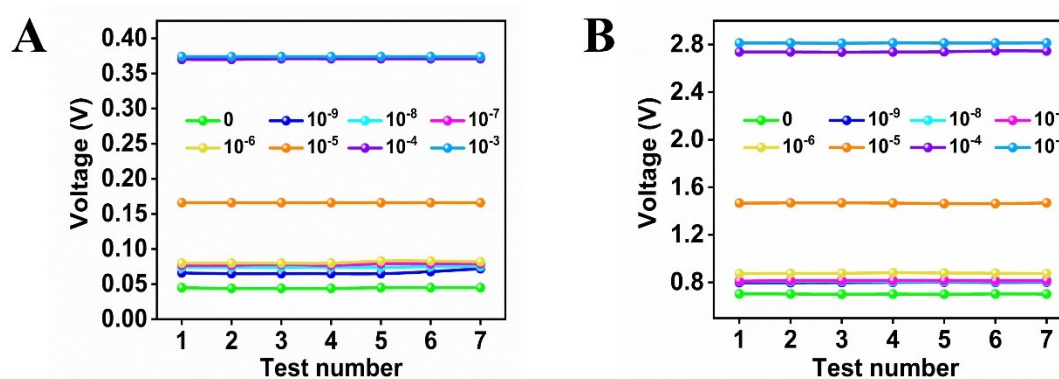 A
Voltage (V)
0.40
0.35
0.30
0.25
0.20
0.15
0.10
0.05
0.00
0 10⁻⁹ 10⁻⁸ 10⁻⁷
10⁻⁶ 10⁻⁵ 10⁻⁴ 10⁻³
1 2 3 4 5 6 7
Test number
B
Voltage (V)
2.8
2.4
2.0
1.6
1.2
0.8
0 10⁻⁹ 10⁻⁸ 10⁻
10⁻⁶ 10⁻⁵ 10⁻⁴ 10⁻
1 2 3 4 5 6 7
Test number